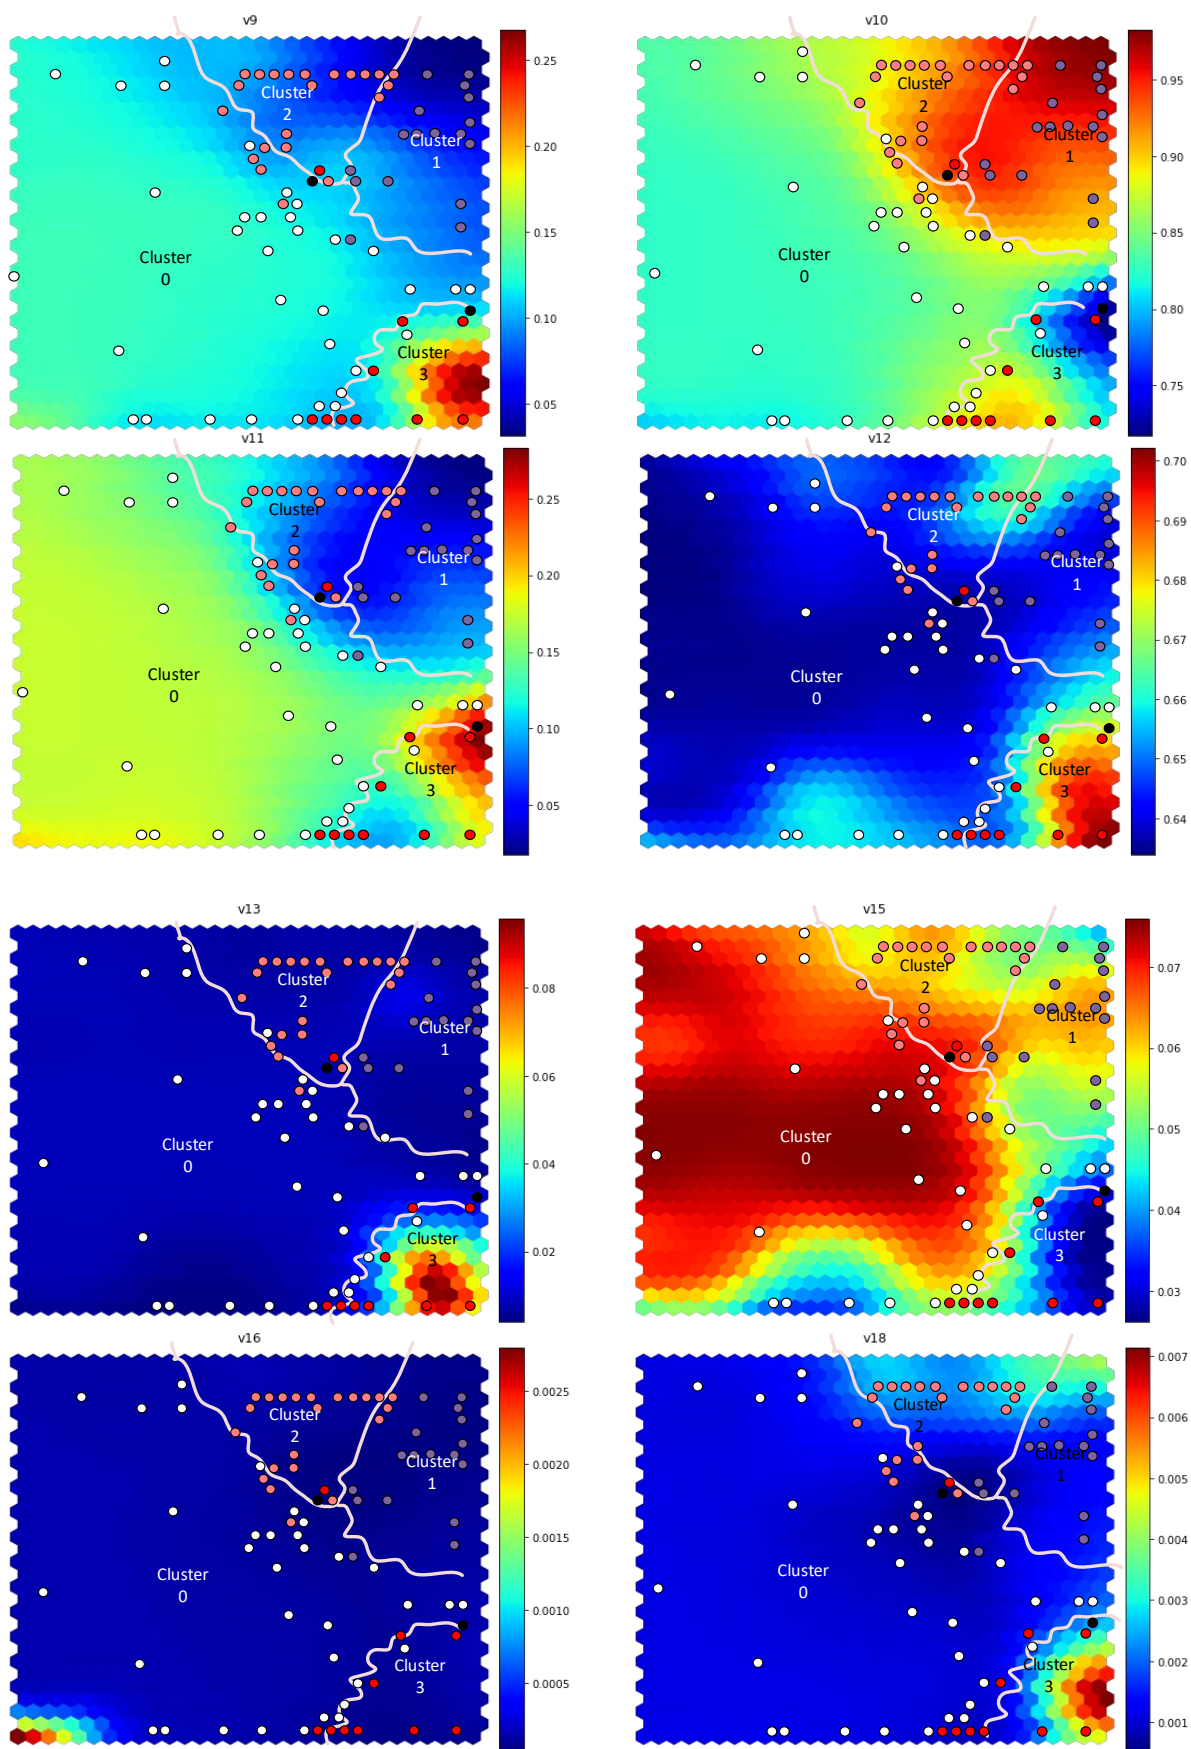 v9
Cluster
2
Cluster
1
Cluster
0
Cluster
3
0.25
0.20
0.15
0.10
0.05
v10
Cluster
2
Cluster
1
Cluster
0
Cluster
3
0.95
0.90
0.85
0.80
0.75
v11
Cluster
2
Cluster
1
Cluster
0
Cluster
3
0.25
0.20
0.15
0.10
0.05
v12
Cluster
2
Cluster
1
Cluster
0
Cluster
3
0.70
0.69
0.68
0.67
0.66
0.65
0.64
v13
Cluster
2
Cluster
1
Cluster
0
Cluster
3
0.08
0.06
0.04
0.02
v15
Cluster
2
Cluster
1
Cluster
0
Cluster
3
0.07
0.06
0.05
0.04
0.03
v16
Cluster
2
Cluster
1
Cluster
0
Cluster
3
0.0025
0.0020
0.0015
0.0010
0.0005
v18
Cluster
2
Cluster
1
Cluster
0
Cluster
3
0.007
0.006
0.005
0.004
0.003
0.002
0.001